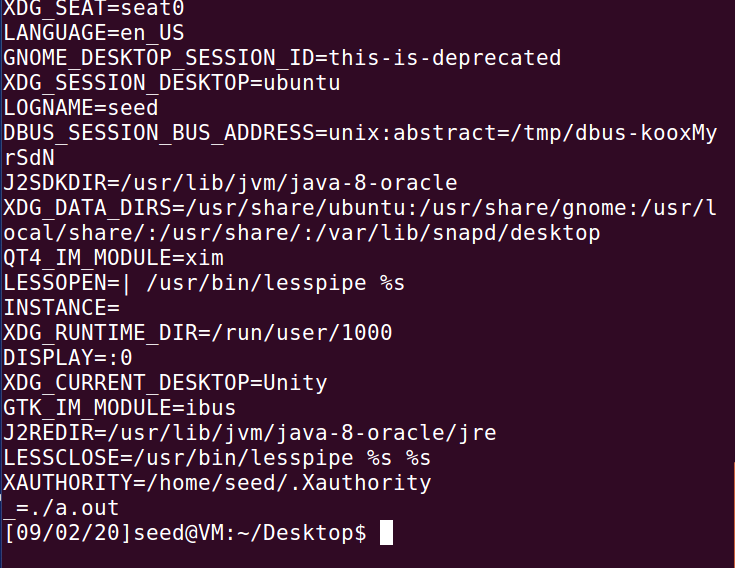 XDG_SEAT=seat0
LANGUAGE=en_US
GNOME_DESKTOP_SESSION_ID=this-is-deprecated
XDG_SESSION_DESKTOP=ubuntu
LOGNAME=seed
DBUS_SESSION_BUS_ADDRESS=unix:abstract=/tmp/dbus-kooxMy
rSdN
J2SDKDIR=/usr/lib/jvm/java-8-oracle
XDG_DATA_DIRS=/usr/share/ubuntu:/usr/share/gnome:/usr/l
ocal/share/:/usr/share/:/var/lib/snapd/desktop
QT4_IM_MODULE=xim
LESSOPEN=| /usr/bin/lesspipe %s
INSTANCE=
XDG_RUNTIME_DIR=/run/user/1000
DISPLAY=:0
XDG_CURRENT_DESKTOP=Unity
GTK_IM_MODULE=ibus
J2REDIR=/usr/lib/jvm/java-8-oracle/jre
LESSCLOSE=/usr/bin/lesspipe %s %s
XAUTHORITY=/home/seed/.Xauthority
_=./a.out
[09/02/20]seed@VM:~/Desktop$